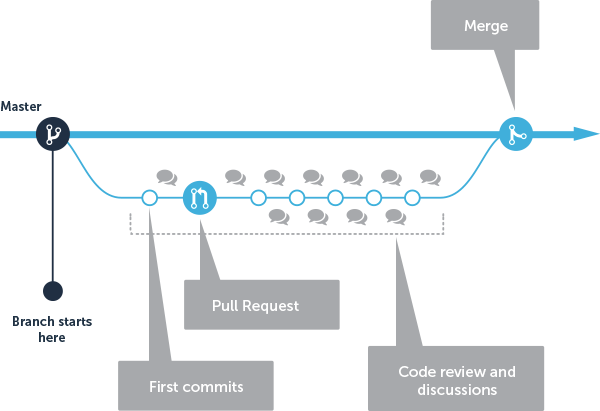 Merge
Master
Branch starts
here
Pull Request
First commits
Code review and
discussions